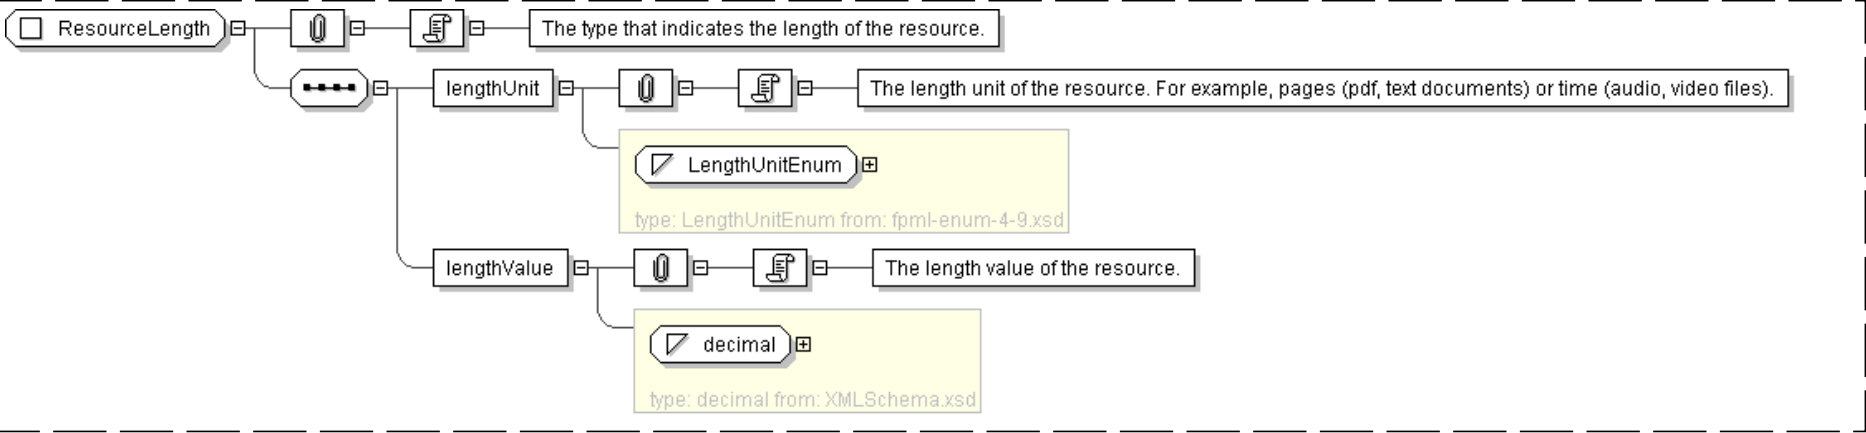 ResourceLength
The type that indicates the length of the resource.
lengthUnit
The length unit of the resource. For example, pages (pdf, text documents) or time (audio, video files).
LengthUnitEnum
type: LengthUnitEnum from: fpml-enum-4-9.xsd
lengthValue
The length value of the resource.
decimal
type: decimal from: XMLSchema.xsd